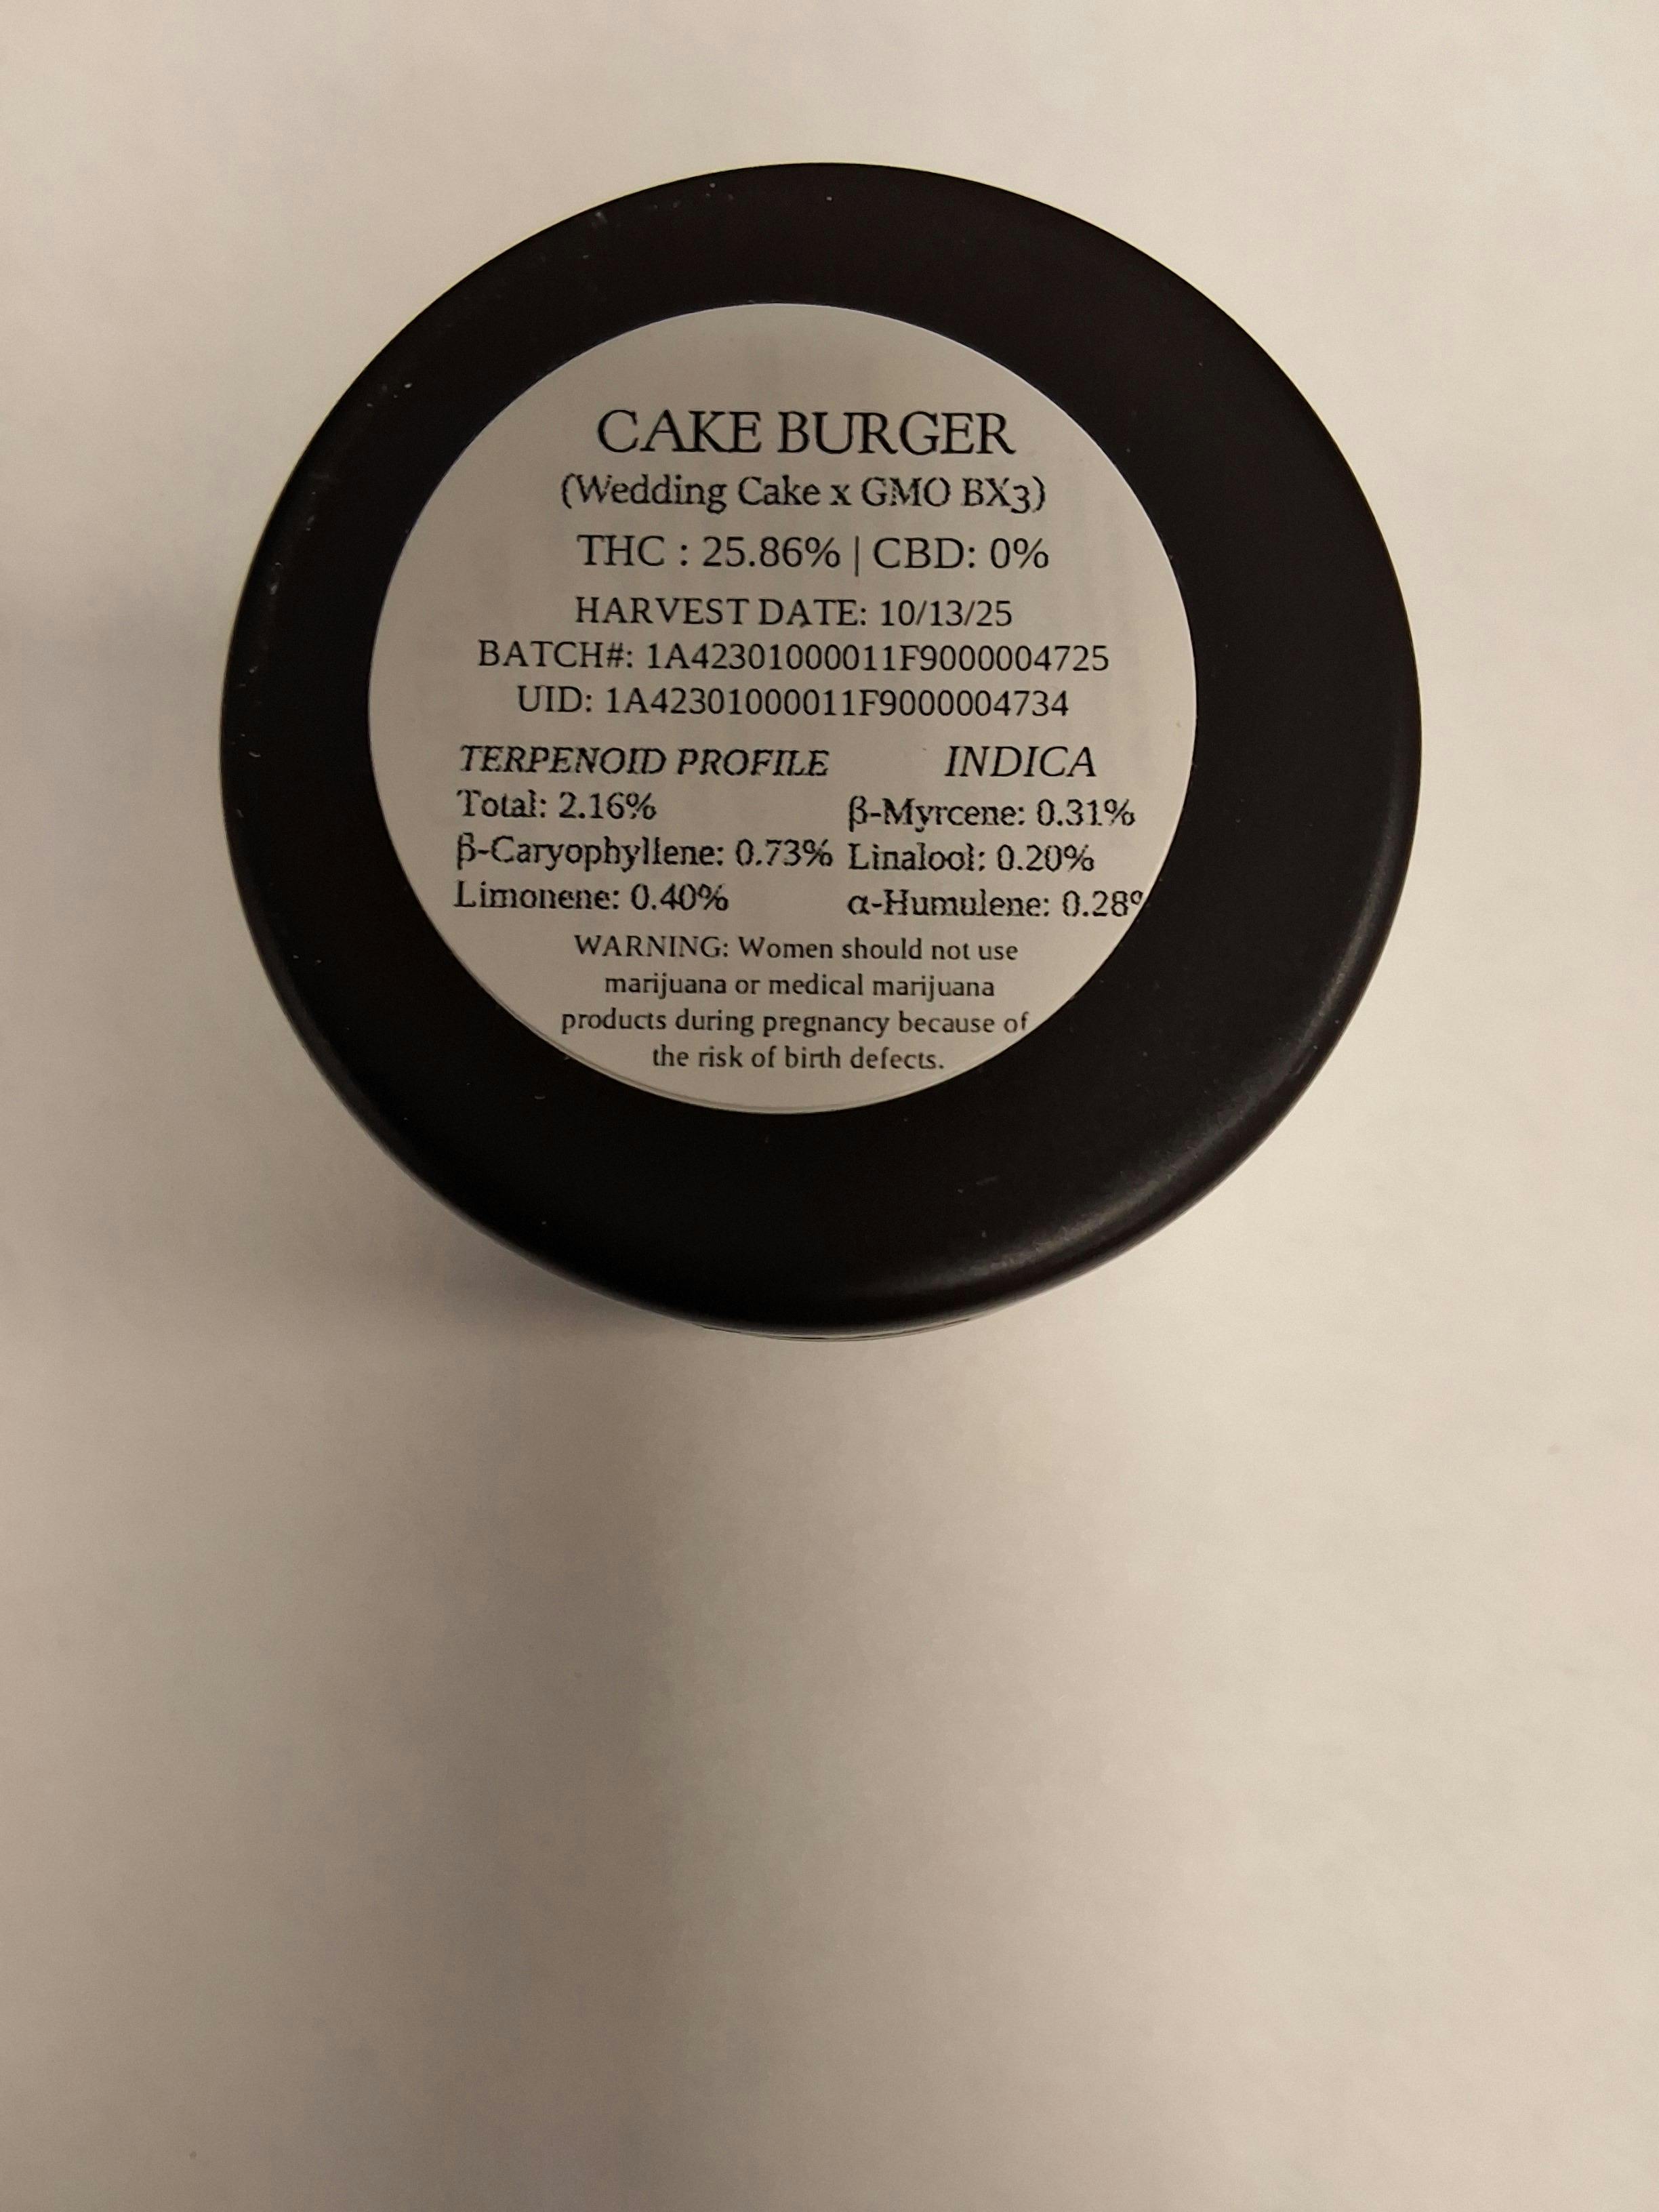 CAKE BURGER
(Wedding Cake x GMO BX3)
THC : 25.86% | CBD: 0%
HARVEST DATE: 10/13/25
BATCH#: 1A42301000011F9000004725
UID: 1A42301000011F9000004734
TERPENOID PROFILE INDICA
Total: 2.16% β-Myrcene: 0.31%
β-Caryophyllene: 0.73% Linalool: 0.20%
Limonene: 0.40% α-Humulene: 0.28%
WARNING: Women should not use
marijuana or medical marijuana
products during pregnancy because of
the risk of birth defects.